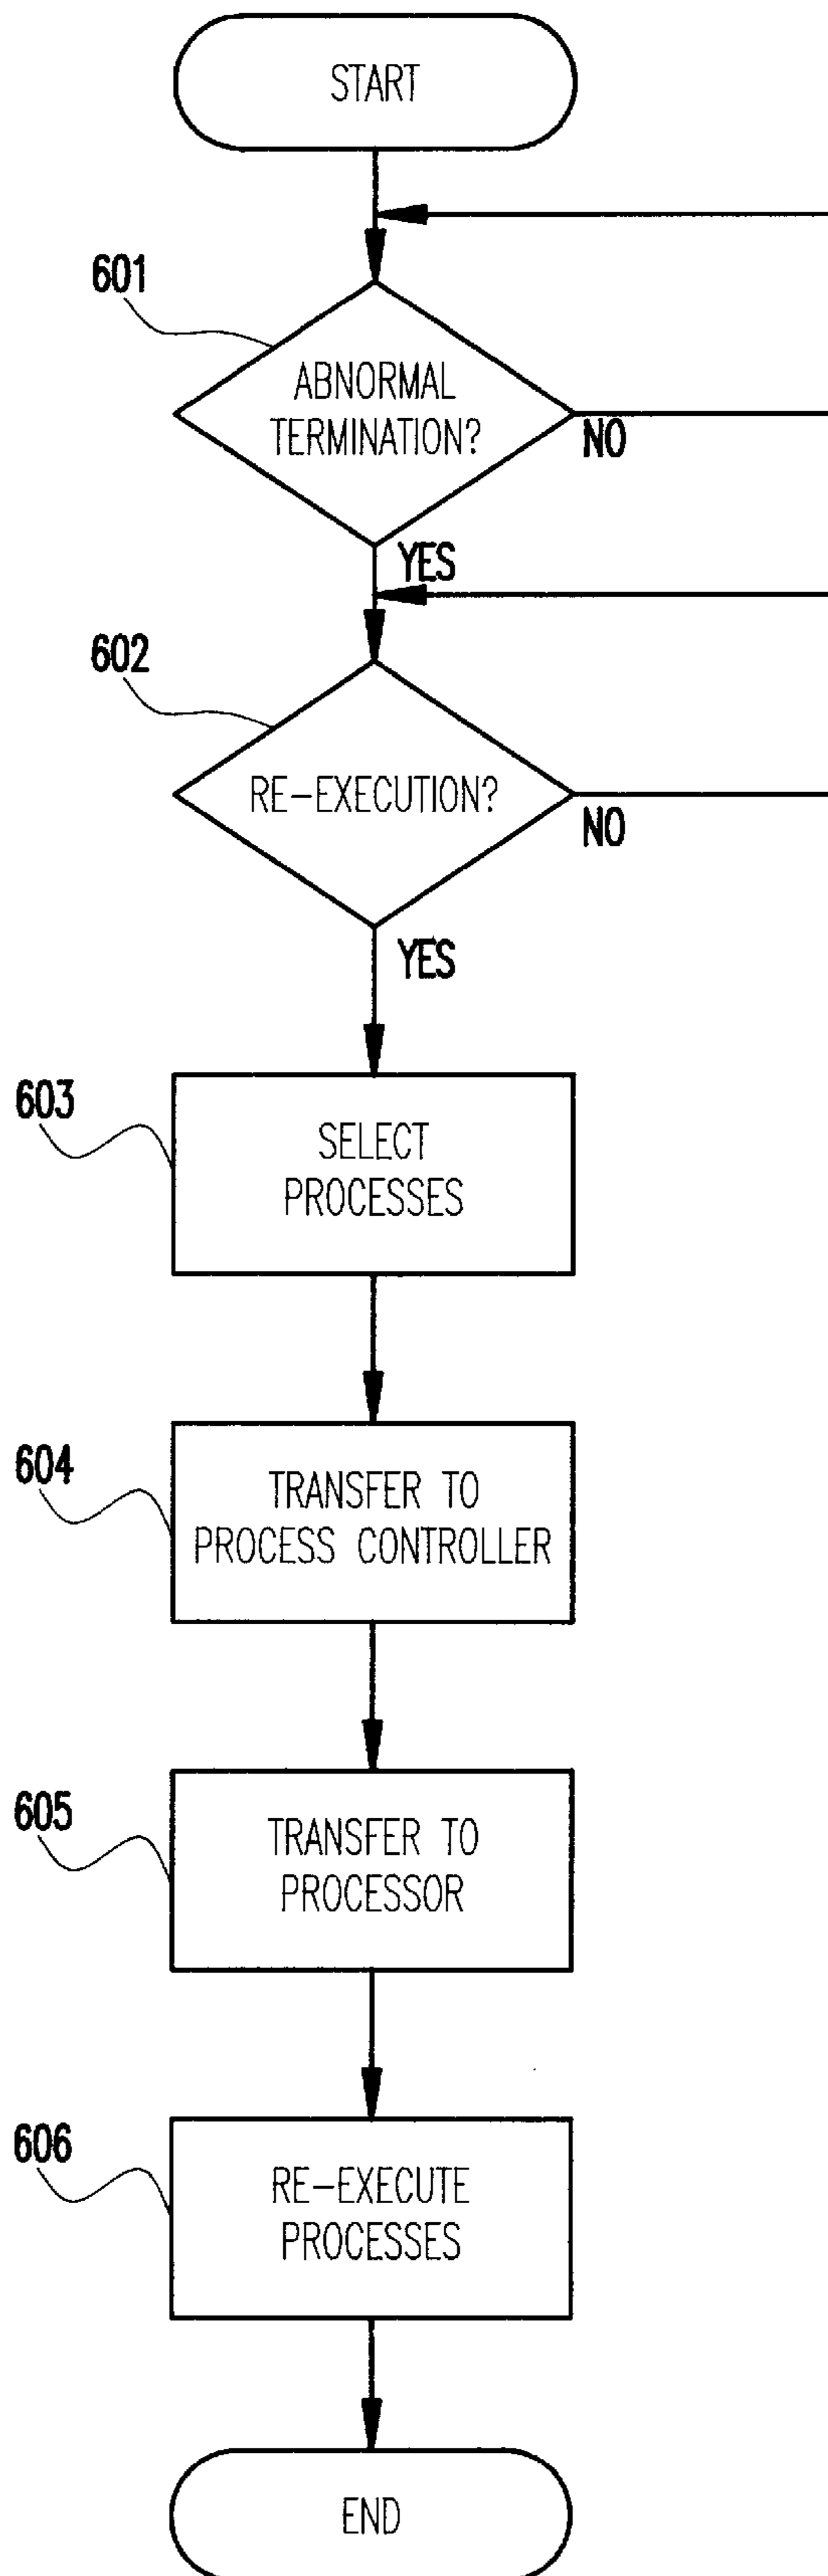 START
601
ABNORMAL
TERMINATION?
NO
YES
602
RE-EXECUTION?
NO
YES
603
SELECT
PROCESSES
604
TRANSFER TO
PROCESS CONTROLLER
605
TRANSFER TO
PROCESSOR
606
RE-EXECUTE
PROCESSES
END